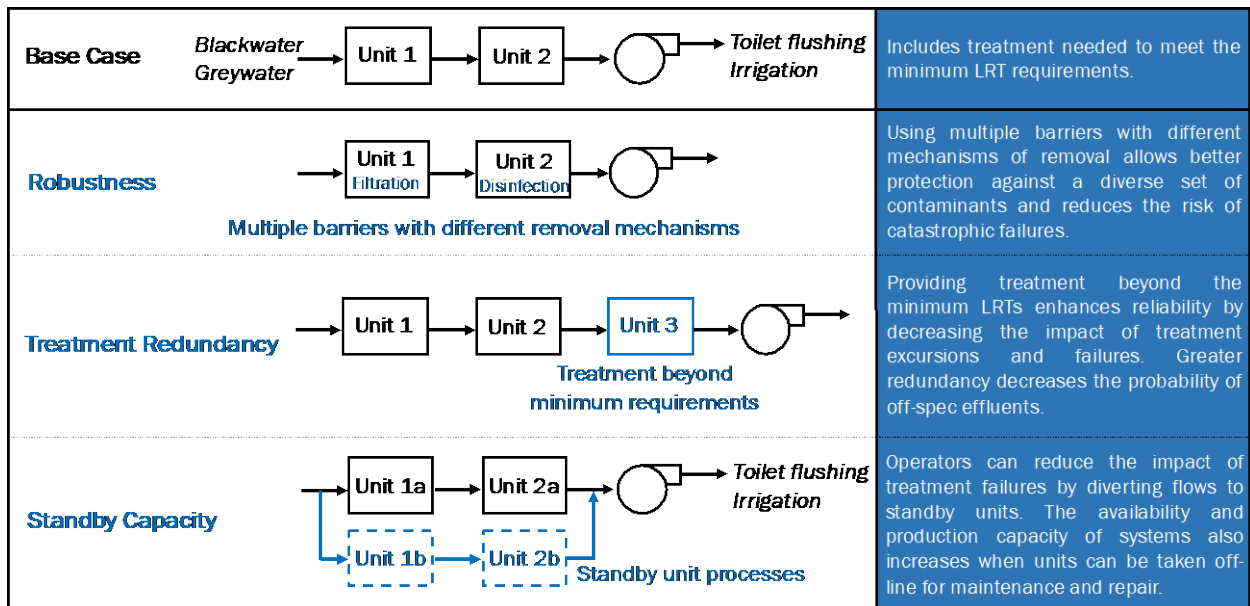 Base Case
Blackwater
Greywater
Unit 1
Unit 2
Toilet flushing
Irrigation
Includes treatment needed to meet the
minimum LRT requirements.
Robustness
Unit 1
Filtration
Unit 2
Disinfection
Multiple barriers with different removal mechanisms
Using multiple barriers with different
mechanisms of removal allows better
protection against a diverse set of
contaminants and reduces the risk of
catastrophic failures.
Treatment Redundancy
Unit 1
Unit 2
Unit 3
Treatment beyond
minimum requirements
Providing treatment beyond the
minimum LRTs enhances reliability by
decreasing the impact of treatment
excursions and failures. Greater
redundancy decreases the probability of
off-spec effluents.
Standby Capacity
Unit 1a
Unit 2a
Toilet flushing
Irrigation
Unit 1b
Unit 2b
Standby unit processes
Operators can reduce the impact of
treatment failures by diverting flows to
standby units. The availability and
production capacity of systems also
increases when units can be taken off-
line for maintenance and repair.